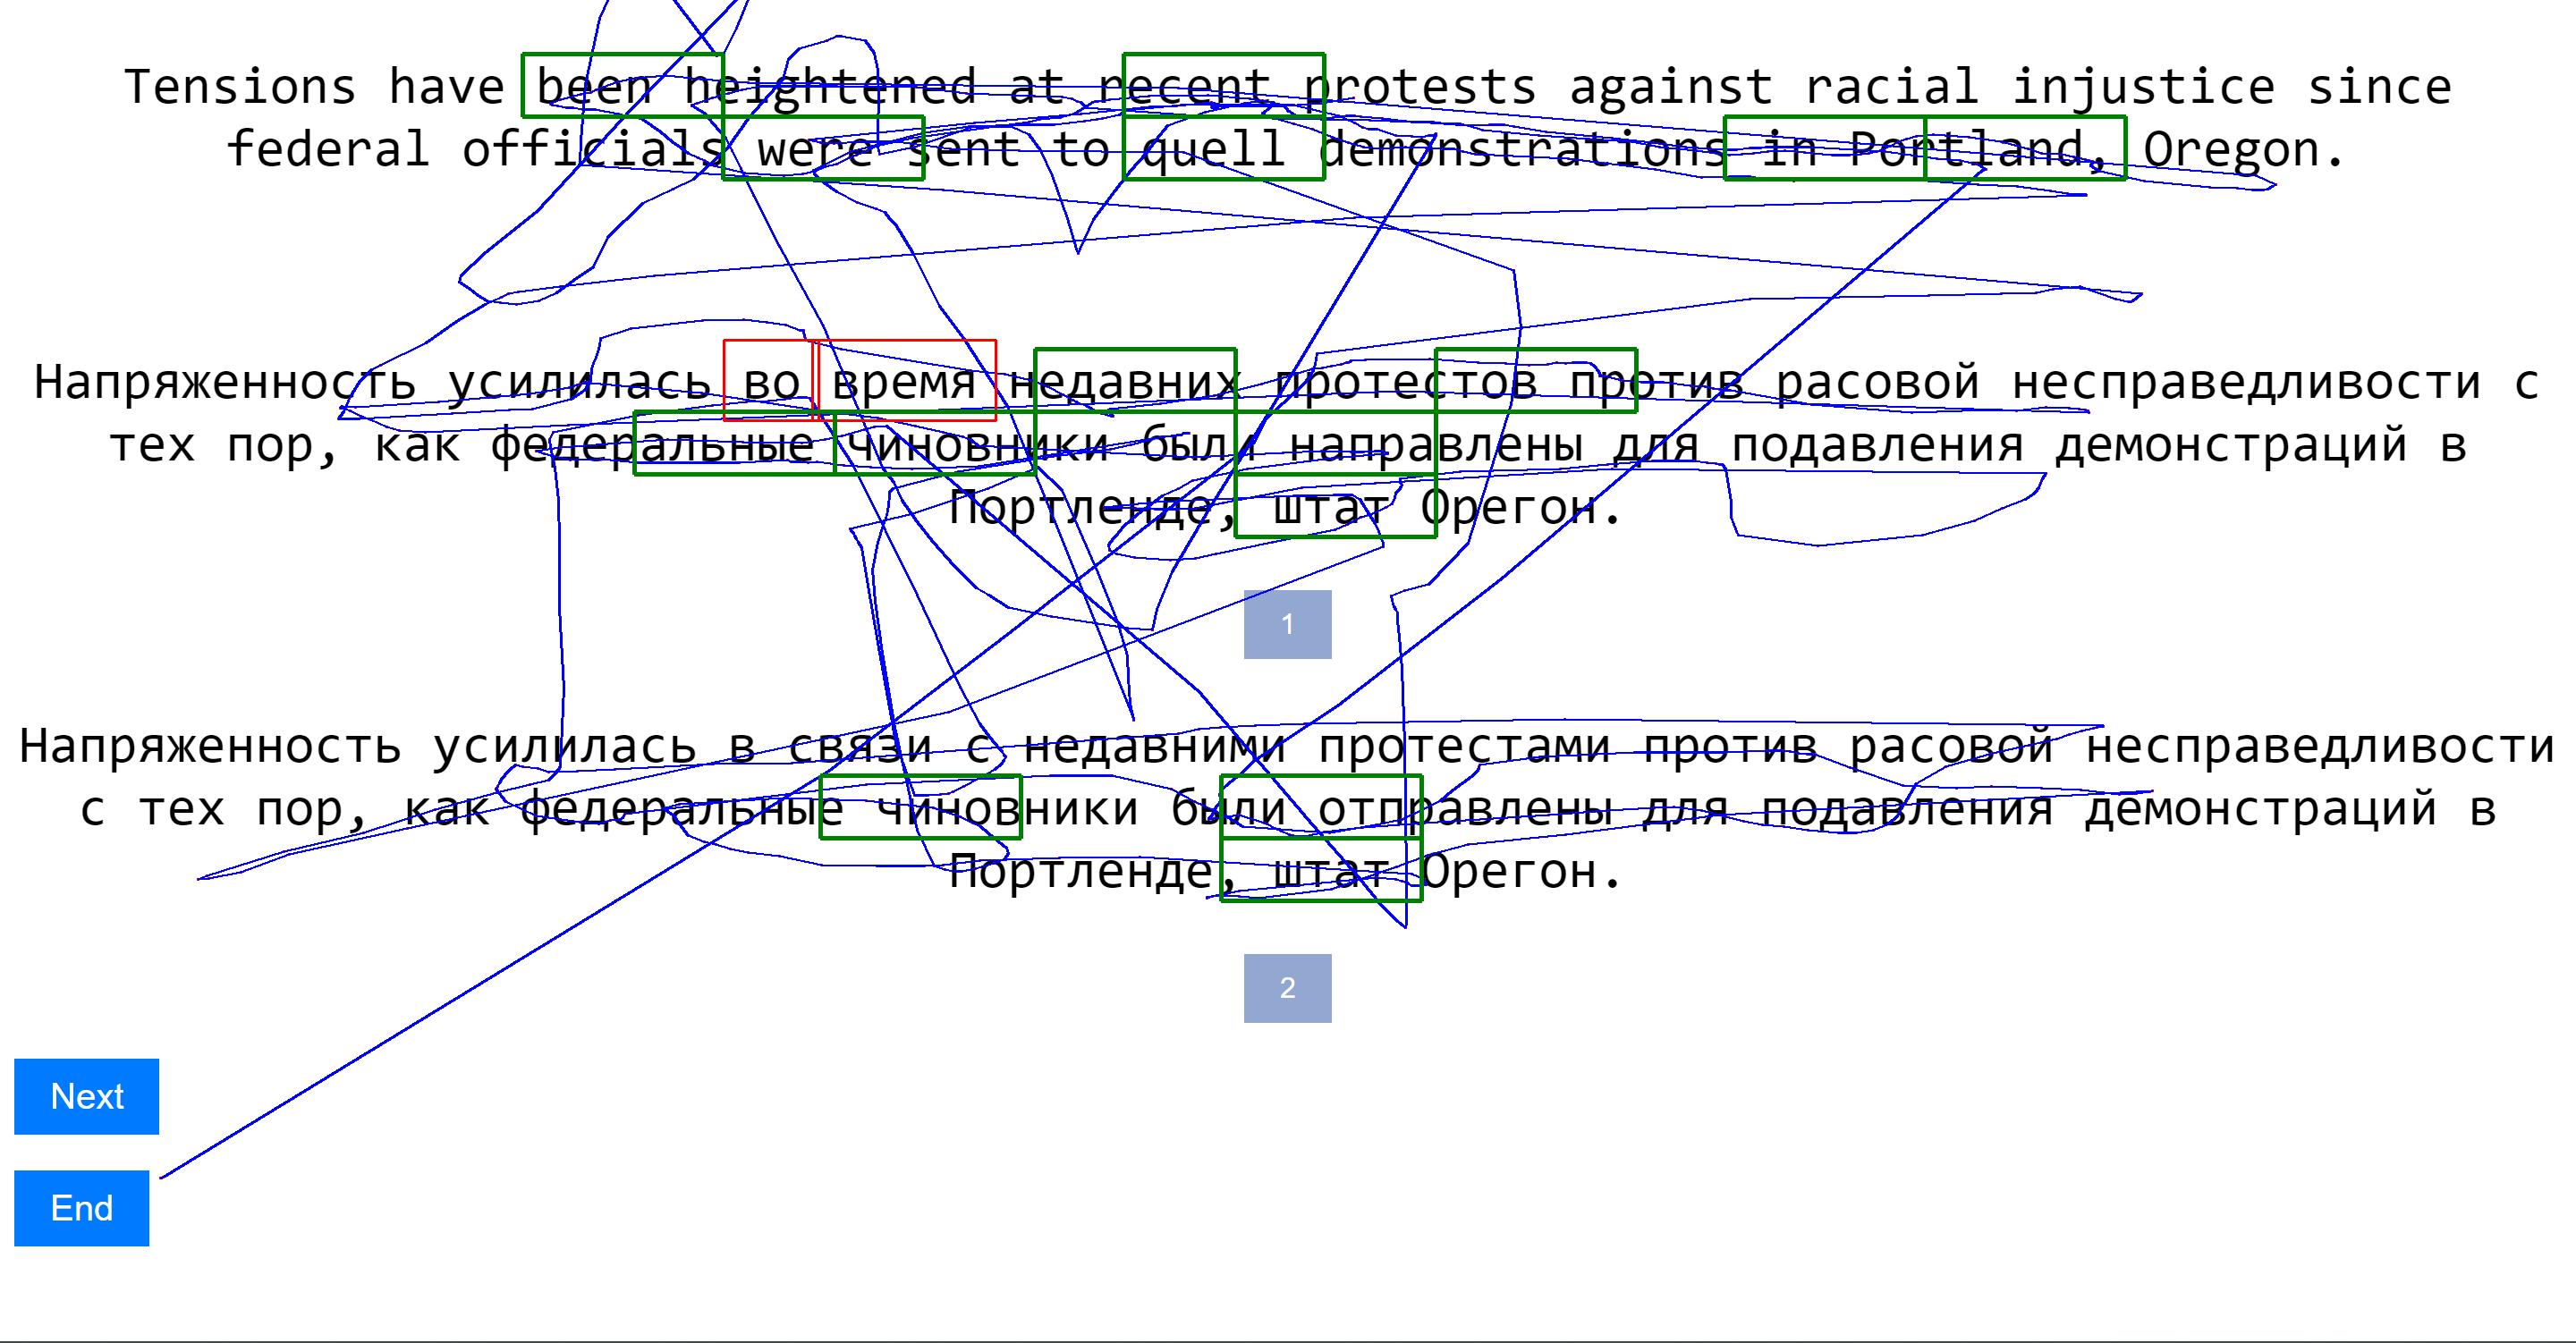 Tensions have been heightened at recent protests against racial injustice since
federal officials were sent to quell demonstrations in Portland, Oregon.
Напряженность усилилась во время недавних протестов против расовой несправедливости с
тех пор, как федеральные чиновники были направлены для подавления демонстраций в
Портленде, штат Орегон.
1
Напряженность усилилась в связи с недавними протестами против расовой несправедливости
с тех пор, как федеральные чиновники были отправлены для подавления демонстраций в
Портленде, штат Орегон.
2
Next
End